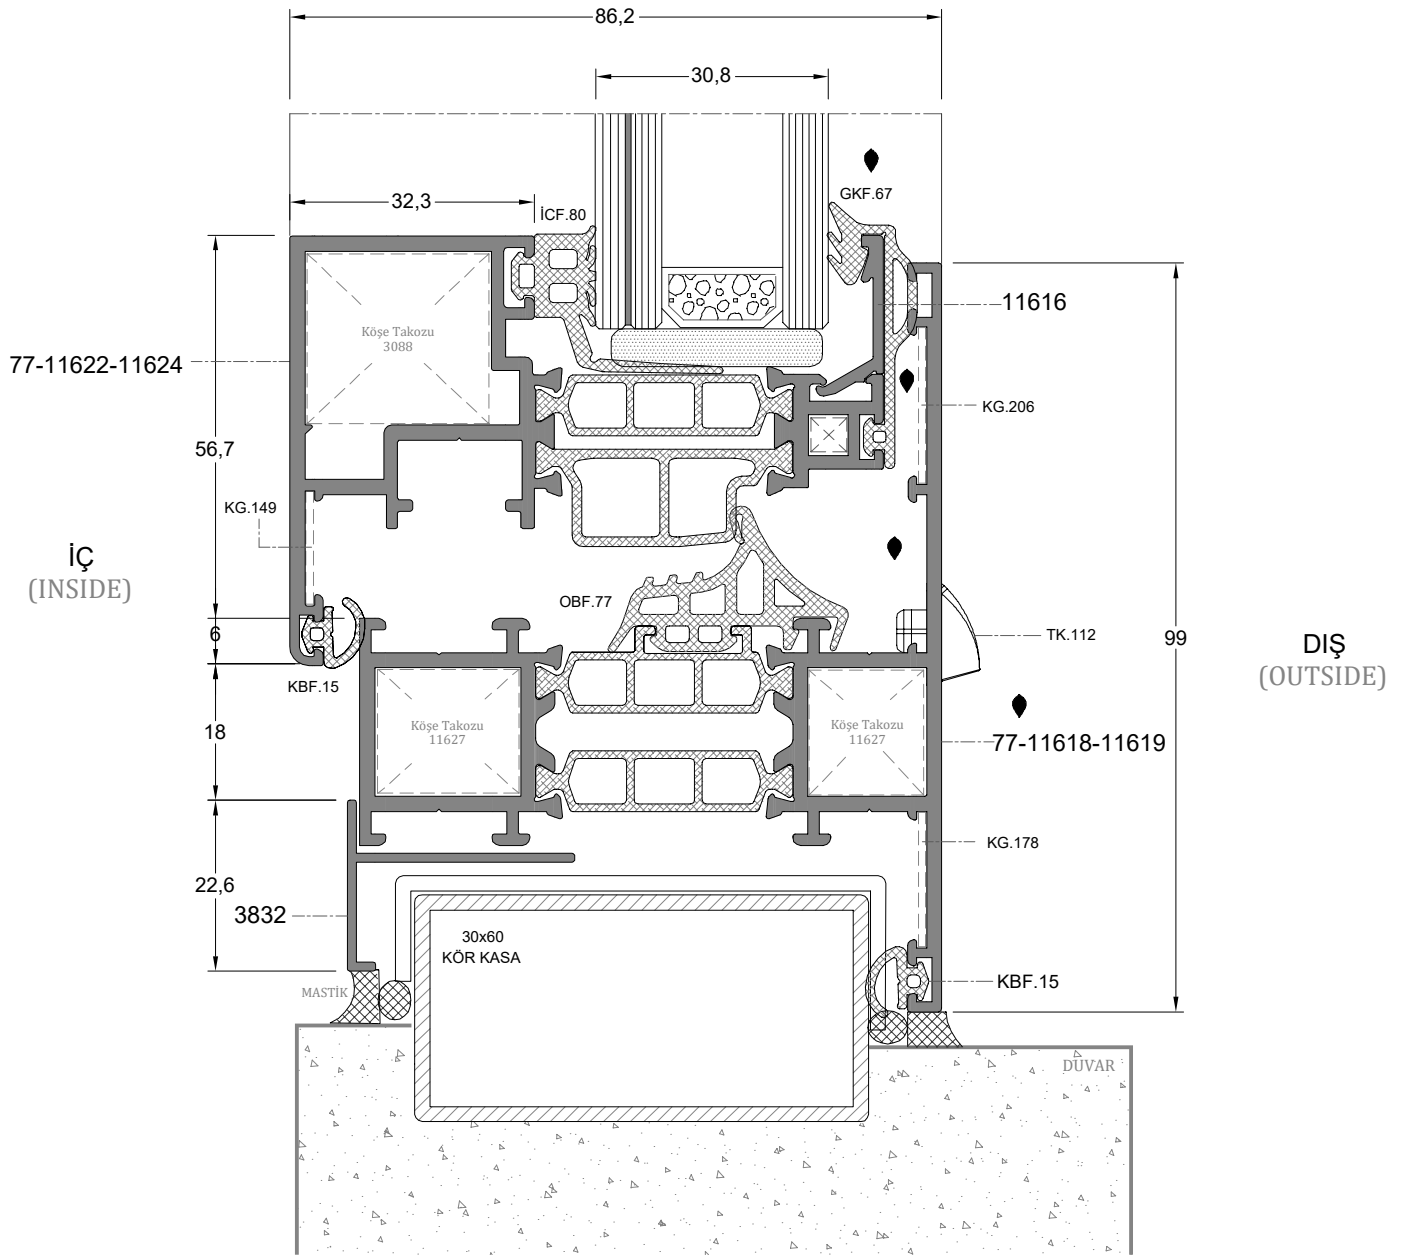 86,2
30,8
32,3
İCF.80
GKF.67
11616
Köşe Takozu
3088
77-11622-11624
KG.206
56,7
KG.149
İÇ
(INSIDE)
OBF.77
6
TK.112
99
DIŞ
(OUTSIDE)
KBF.15
18
Köşe Takozu
11627
Köşe Takozu
11627
77-11618-11619
KG.178
22,6
3832
30x60
KÖR KASA
MASTİK
KBF.15
DUVAR